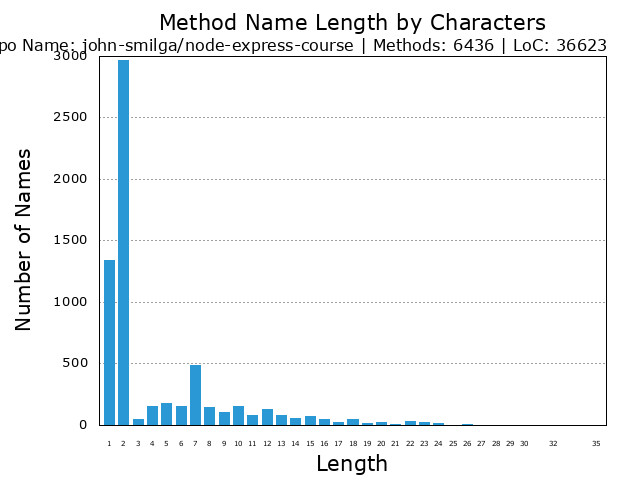 Method Name Length by Characters
po Name: john-smilga/node-express-course | Methods: 6436 | LoC: 36623
3000
2500
2000
1500
1000
500
0
Number of Names
1 2 3 4 5 6 7 8 9 10 11 12 13 14 15 16 17 18 19 20 21 22 23 24 25 26 27 28 29 30 32 35
Length